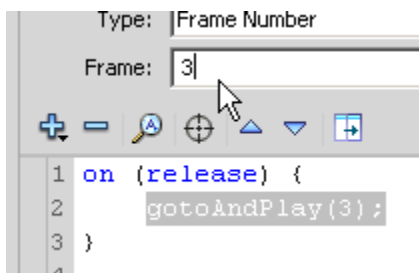 Type: Frame Number
Frame: 3
1 on (release) {
2 gotoAndPlay(3);
3 }
4